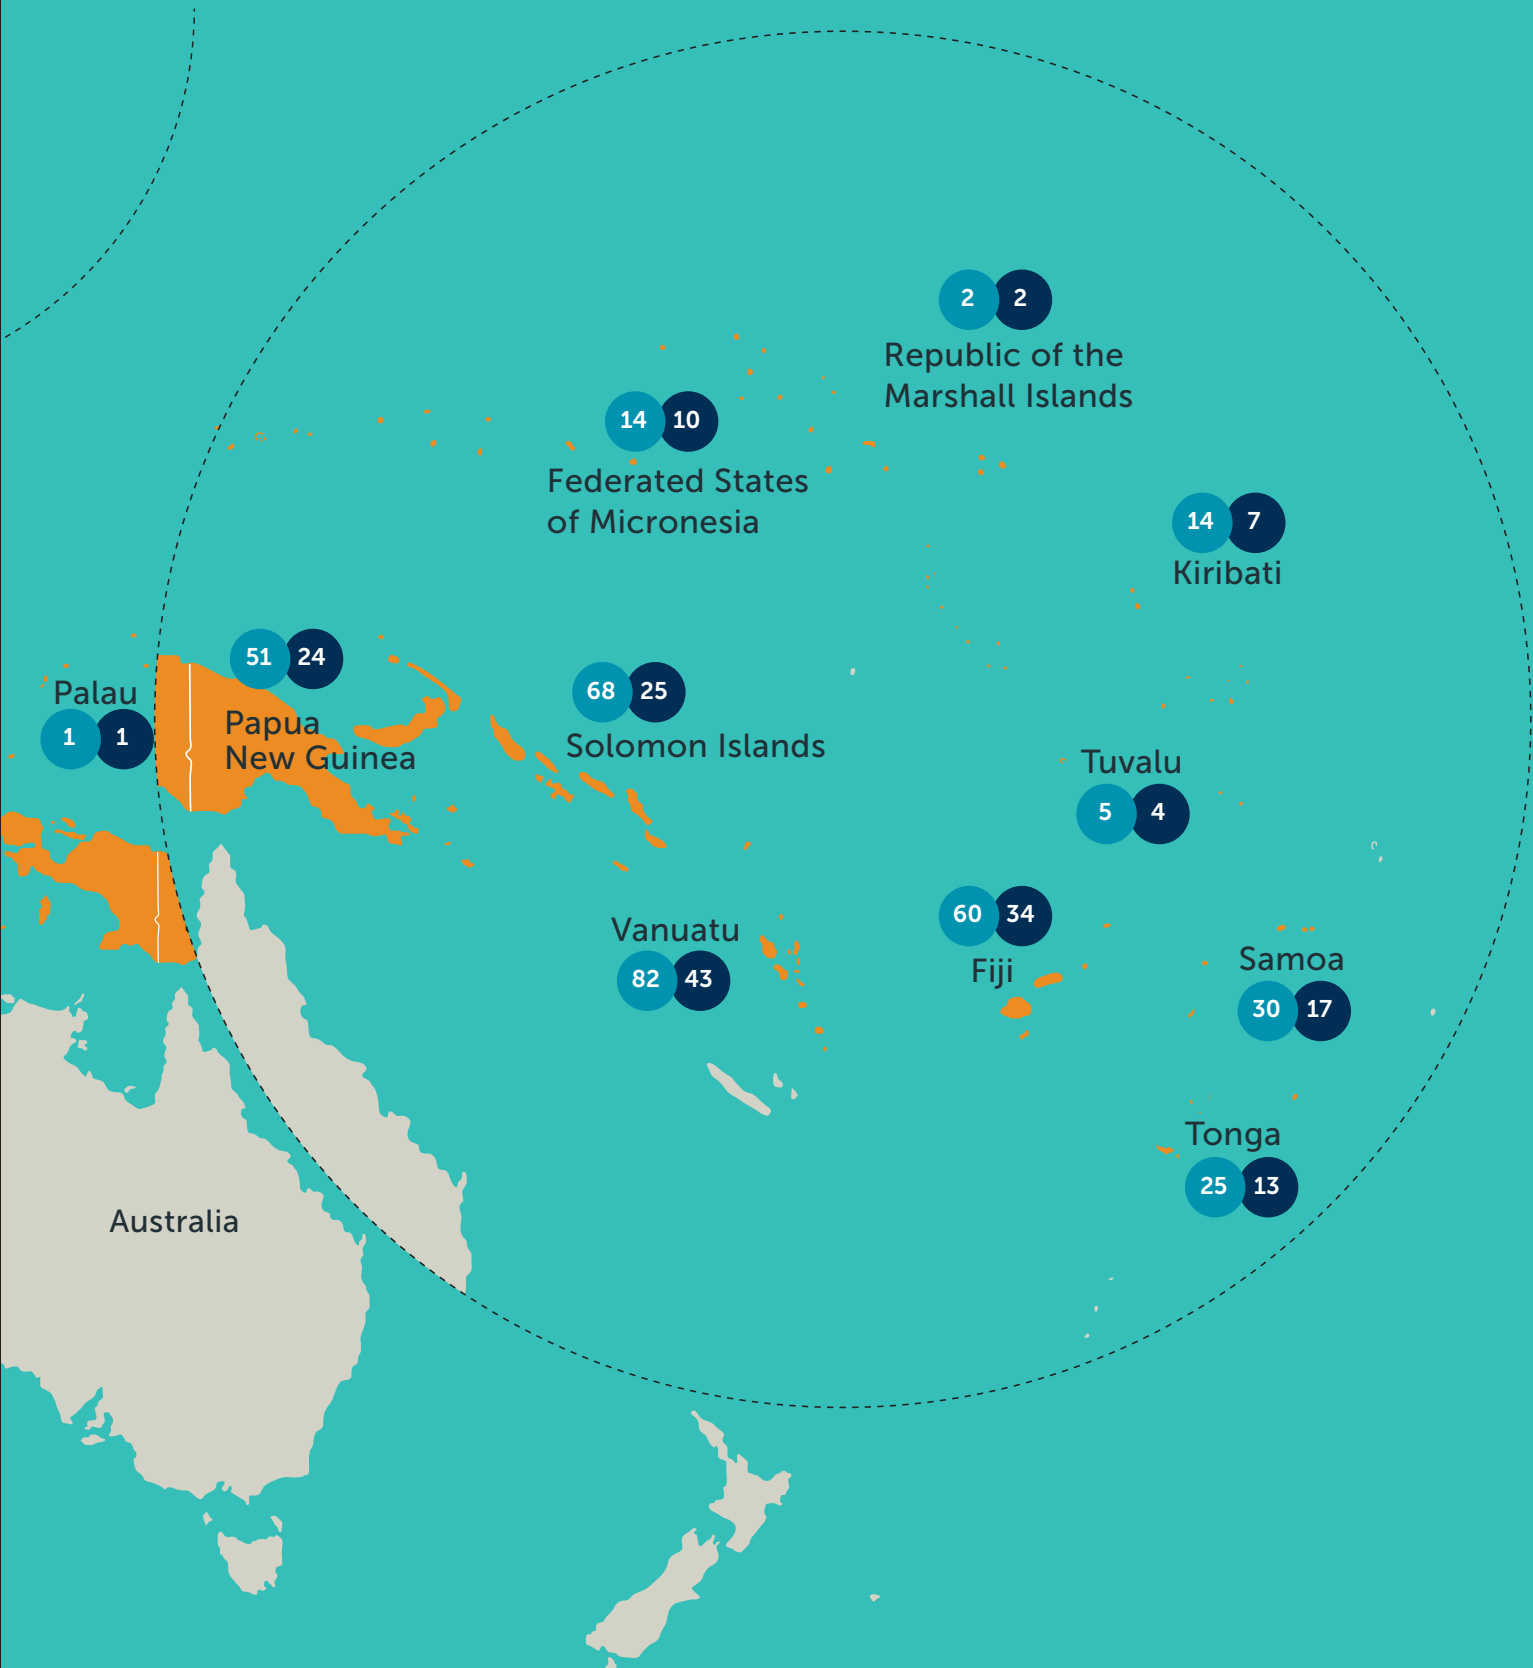 2 2
Republic of the
Marshall Islands
14 10
Federated States
of Micronesia
14 7
Kiribati
51 24
Papua
New Guinea
Palau
1 1
68 25
Solomon Islands
Tuvalu
5 4
60 34
Fiji
Vanuatu
82 43
Samoa
30 17
Tonga
25 13
Australia